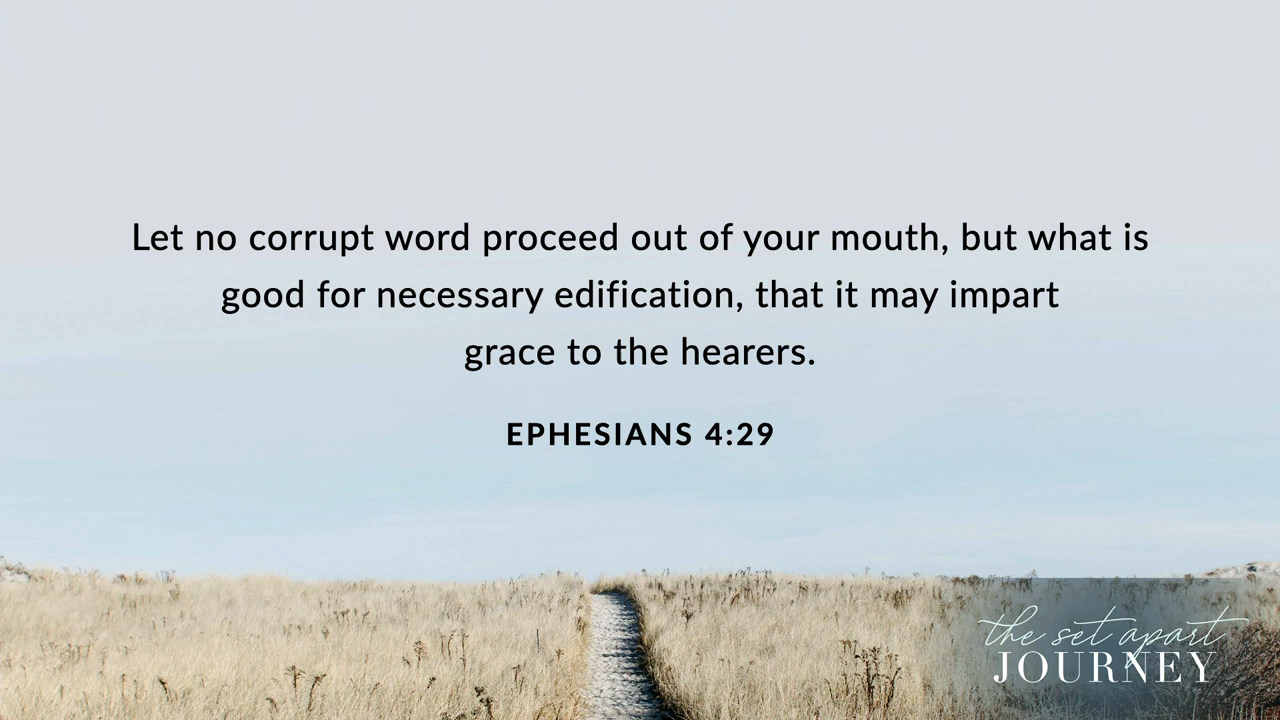 Let no corrupt word proceed out of your mouth, but what is
good for necessary edification, that it may impart
grace to the hearers.
EPHESIANS 4:29
the set apart
JOURNEY